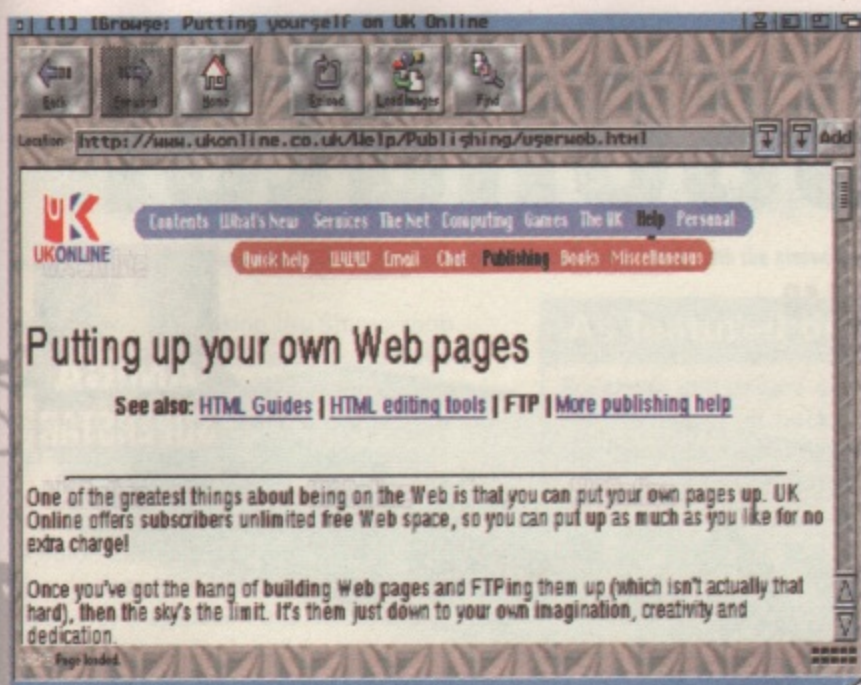 [1] IBrowse: Putting yourself on UK Online
Back Forward Home Reload Load Images Find
Location http://www.ukonline.co.uk/Help/Publishing/userweb.html Add
UK ONLINE
Contents What's New Services The Net Computing Games The UK Help Personal
Quick help WWW Email Chat Publishing Books Miscellaneous
Putting up your own Web pages
See also: HTML Guides | HTML editing tools | FTP | More publishing help
One of the greatest things about being on the Web is that you can put your own pages up. UK
Online offers subscribers unlimited free Web space, so you can put up as much as you like for no
extra charge!
Once you've got the hang of building Web pages and FTPing them up (which isn't actually that
hard), then the sky's the limit. It's them just down to your own imagination, creativity and
dedication.
Page loaded.